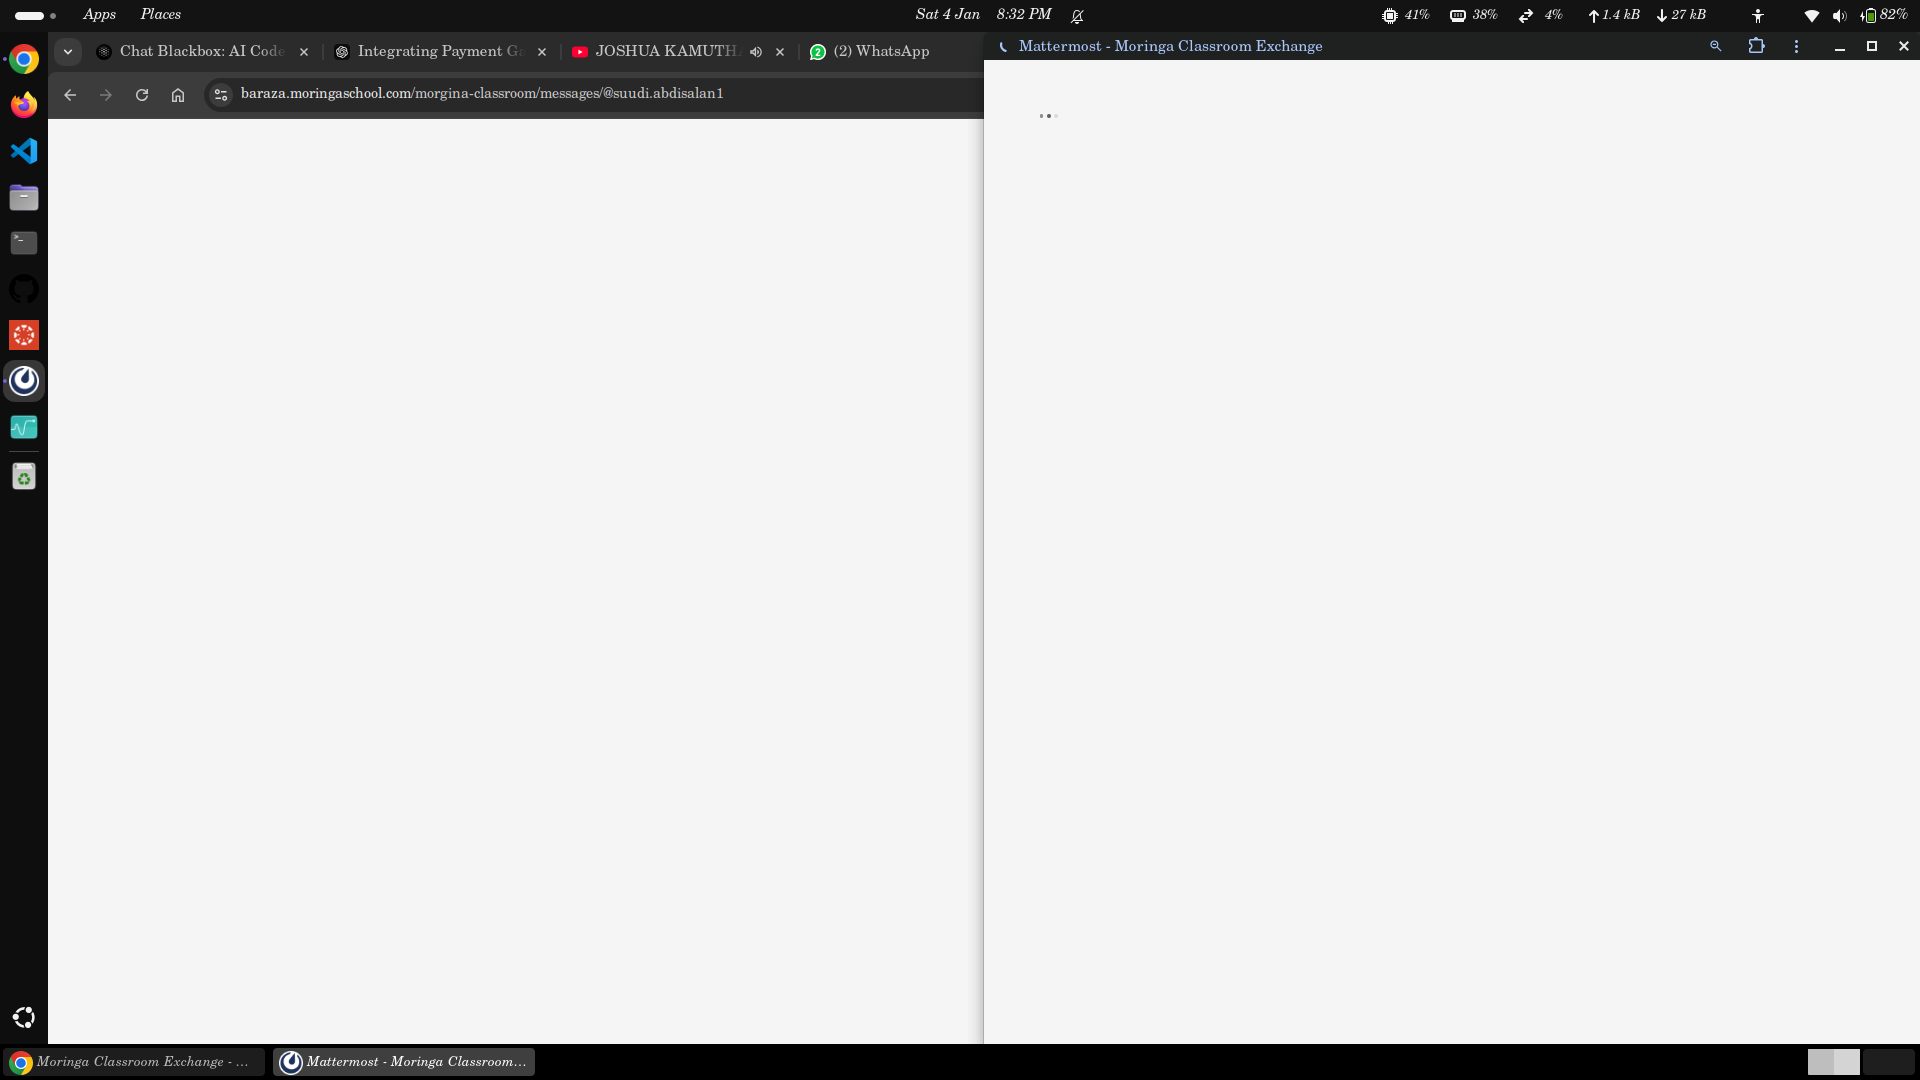 Apps Places Sat 4 Jan 8:32 PM 41% 38% 4% 1.4 kB 27 kB 82%
Chat Blackbox: AI Code Integrating Payment Ga JOSHUA KAMUTHA 2 (2) WhatsApp
Mattermost - Moringa Classroom Exchange
baraza.moringaschool.com/morgina-classroom/messages/@suudi.abdisalan1
Moringa Classroom Exchange - ... Mattermost - Moringa Classroom...